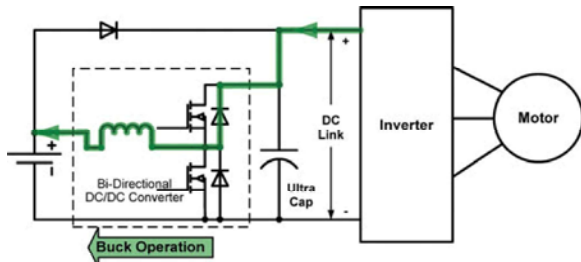 +
DC
Link
-
Inverter
Motor
+
-
Bi-Directional
DC/DC Converter
Ultra
Cap
Buck Operation